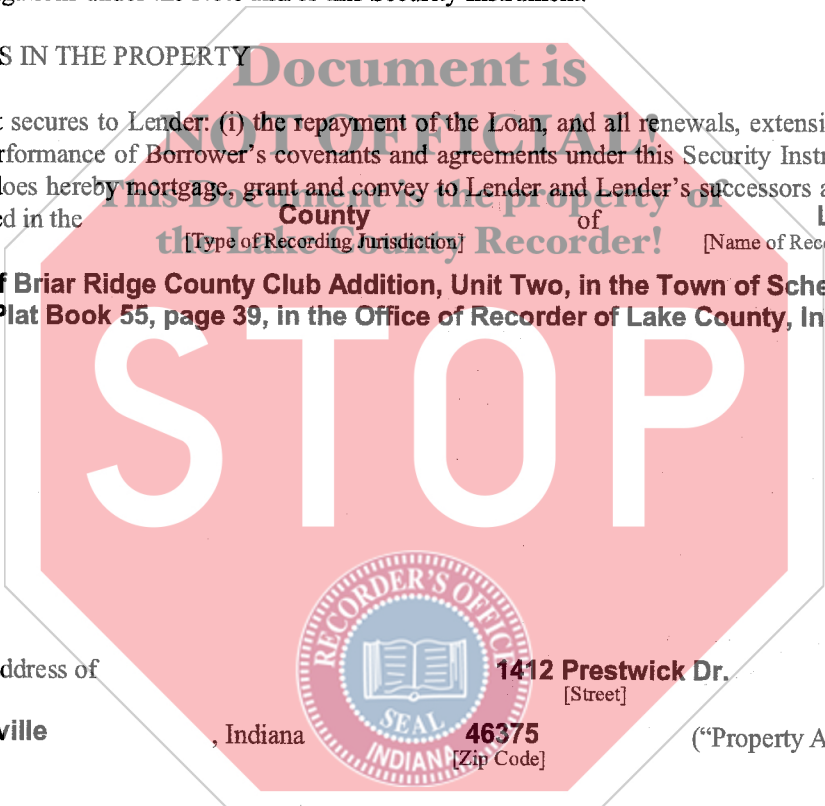 S IN THE PROPERTY
Document is
secures to Lender: (i) the repayment of the Loan, and all renewals, extensi
NOT OFFICIAL!
rformance of Borrower's covenants and agreements under this Security Instr
loes hereby mortgage, grant and convey to Lender and Lender's successors a
This Document is the property of
ed in the County of L
the Lake County Recorder!
[Type of Recording Jurisdiction] [Name of Reco
f Briar Ridge County Club Addition, Unit Two, in the Town of Sche
Plat Book 55, page 39, in the Office of Recorder of Lake County, In
STOP
RECORDER'S OFFICE
SEAL
INDIANA
ddress of 1412 Prestwick Dr.
[Street]
ville , Indiana 46375 ("Property A
[Zip Code]